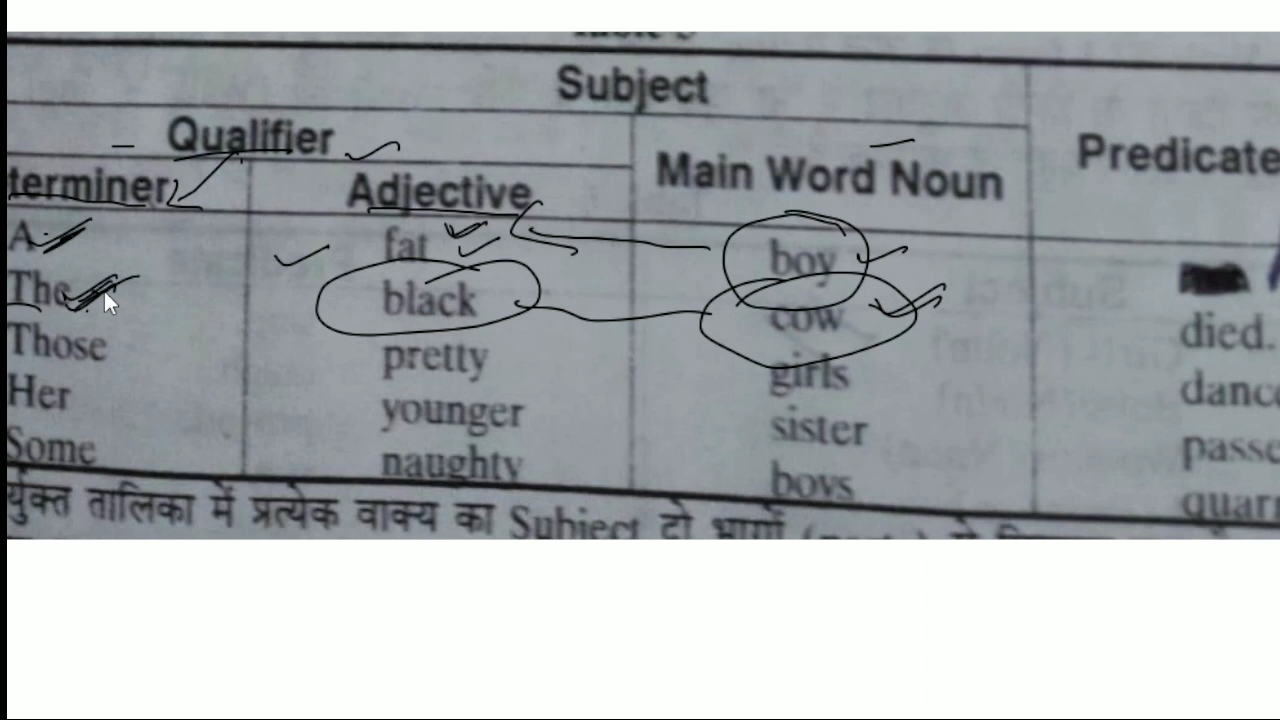 Subject
Qualifier
Main Word Noun
Predicate
terminer
Adjective
A fat boy
The black cow died.
Those pretty girls danc
Her younger sister passe
Some naughty boys quar
र्युक्त तालिका में प्रत्येक वाक्य का Subject दो भागों